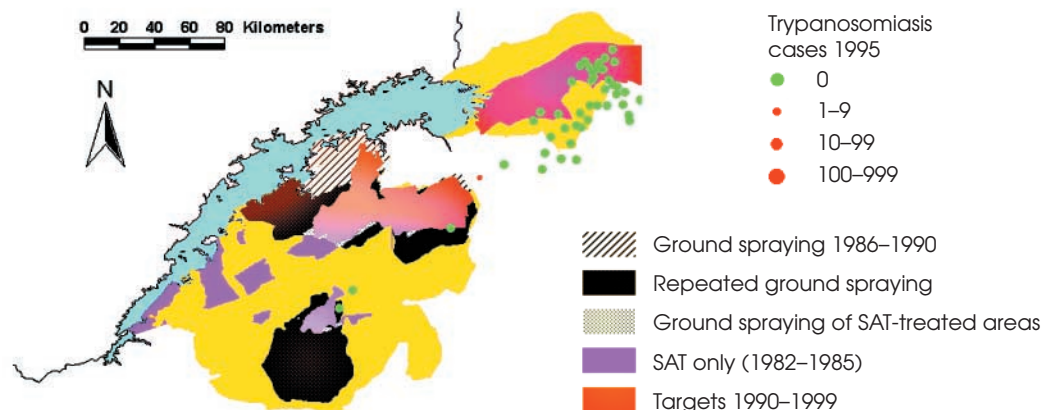 0 20 40 60 80 Kilometers
N
Trypanosomiasis
cases 1995
0
1–9
10–99
100–999
Ground spraying 1986–1990
Repeated ground spraying
Ground spraying of SAT-treated areas
SAT only (1982–1985)
Targets 1990–1999